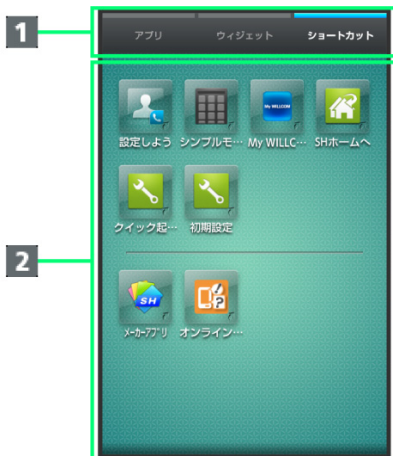 1
アプリ ウィジェット ショートカット
My WILLCOM
設定しよう シンプルモ… My WILLC… SHホームへ
クイック起… 初期設定
2
SH
?
メーカーアプリ オンライン…